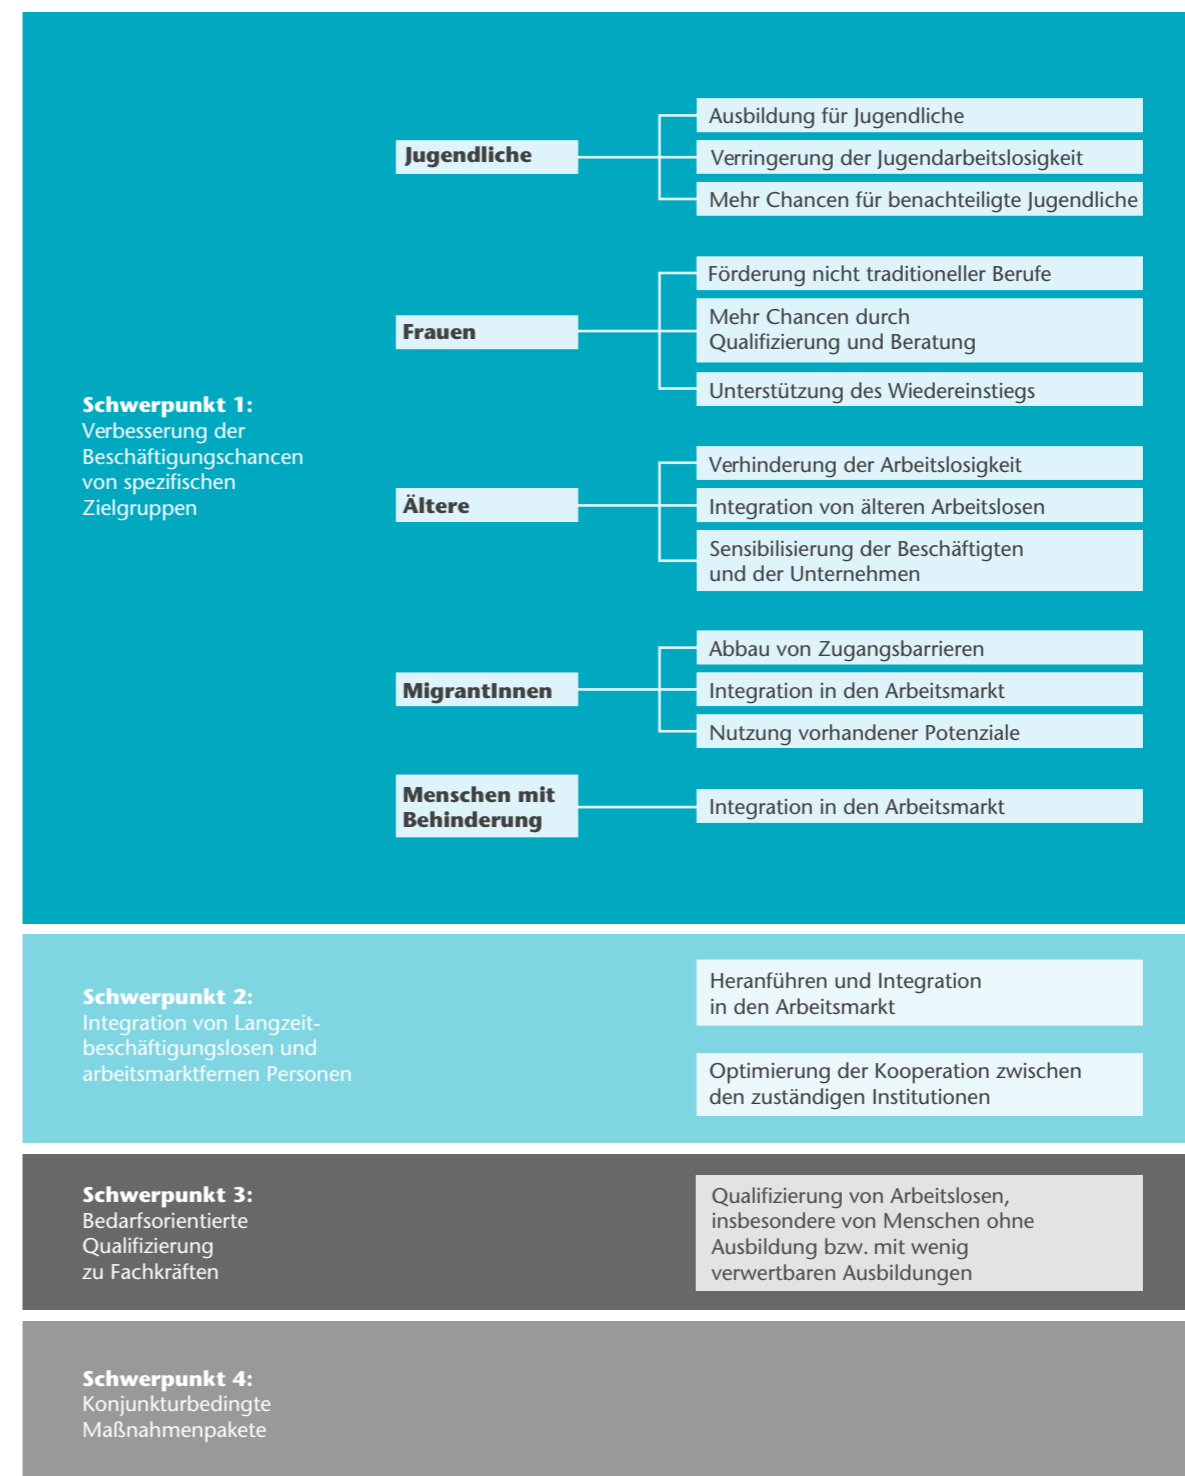 Schwerpunkt 1:
Verbesserung der
Beschäftigungschancen
von spezifischen
Zielgruppen
Jugendliche
Ausbildung für Jugendliche
Verringerung der Jugendarbeitslosigkeit
Mehr Chancen für benachteiligte Jugendliche
Frauen
Förderung nicht traditioneller Berufe
Mehr Chancen durch
Qualifizierung und Beratung
Unterstützung des Wiedereinstiegs
Ältere
Verhinderung der Arbeitslosigkeit
Integration von älteren Arbeitslosen
Sensibilisierung der Beschäftigten
und der Unternehmen
MigrantInnen
Abbau von Zugangsbarrieren
Integration in den Arbeitsmarkt
Nutzung vorhandener Potenziale
Menschen mit
Behinderung
Integration in den Arbeitsmarkt
Schwerpunkt 2:
Integration von Langzeit-
beschäftigungslosen und
arbeitsmarktfernen Personen
Heranführen und Integration
in den Arbeitsmarkt
Optimierung der Kooperation zwischen
den zuständigen Institutionen
Schwerpunkt 3:
Bedarfsorientierte
Qualifizierung
zu Fachkräften
Qualifizierung von Arbeitslosen,
insbesondere von Menschen ohne
Ausbildung bzw. mit wenig
verwertbaren Ausbildungen
Schwerpunkt 4:
Konjunkturbedingte
Maßnahmenpakete